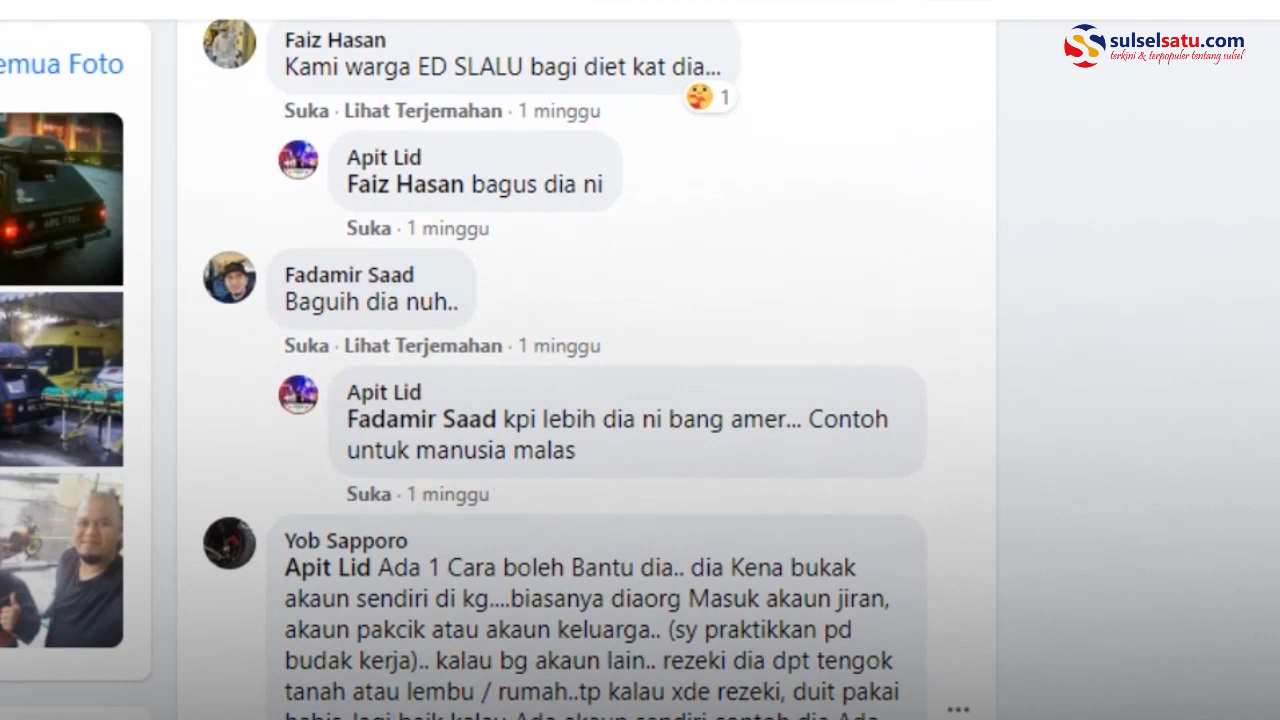 emua Foto
sulselsatu.com
terkini & terpopuler tentang sulsel
Faiz Hasan
Kami warga ED SLALU bagi diet kat dia...
1
Suka · Lihat Terjemahan · 1 minggu
Apit Lid
Faiz Hasan bagus dia ni
Suka · 1 minggu
Fadamir Saad
Baguih dia nuh..
Suka · Lihat Terjemahan · 1 minggu
Apit Lid
Fadamir Saad kpi lebih dia ni bang amer... Contoh
untuk manusia malas
Suka · 1 minggu
Yob Sapporo
Apit Lid Ada 1 Cara boleh Bantu dia.. dia Kena bukak
akaun sendiri di kg....biasanya diaorg Masuk akaun jiran,
akaun pakcik atau akaun keluarga.. (sy praktikkan pd
budak kerja).. kalau bg akaun lain.. rezeki dia dpt tengok
tanah atau lembu / rumah..tp kalau xde rezeki, duit pakai